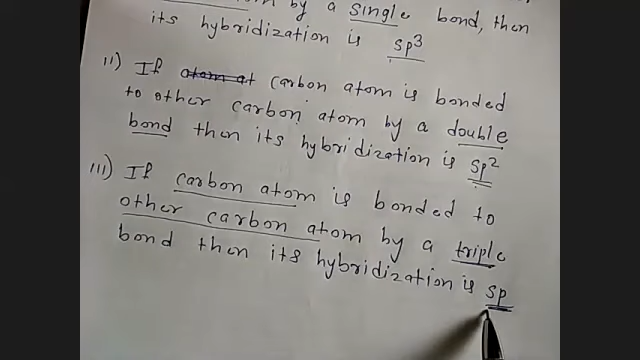 by a single bond, then
its hybridization is sp³
11) If atom at carbon atom is bonded
to other carbon atom by a double
bond then its hybridization is sp²
111) If carbon atom is bonded to
other carbon atom by a triple
bond then its hybridization is sp